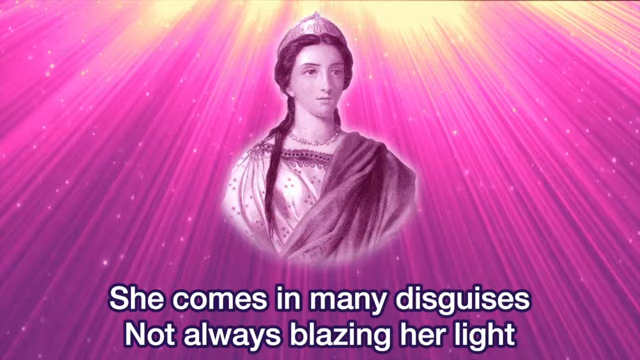 She comes in many disguises
Not always blazing her light